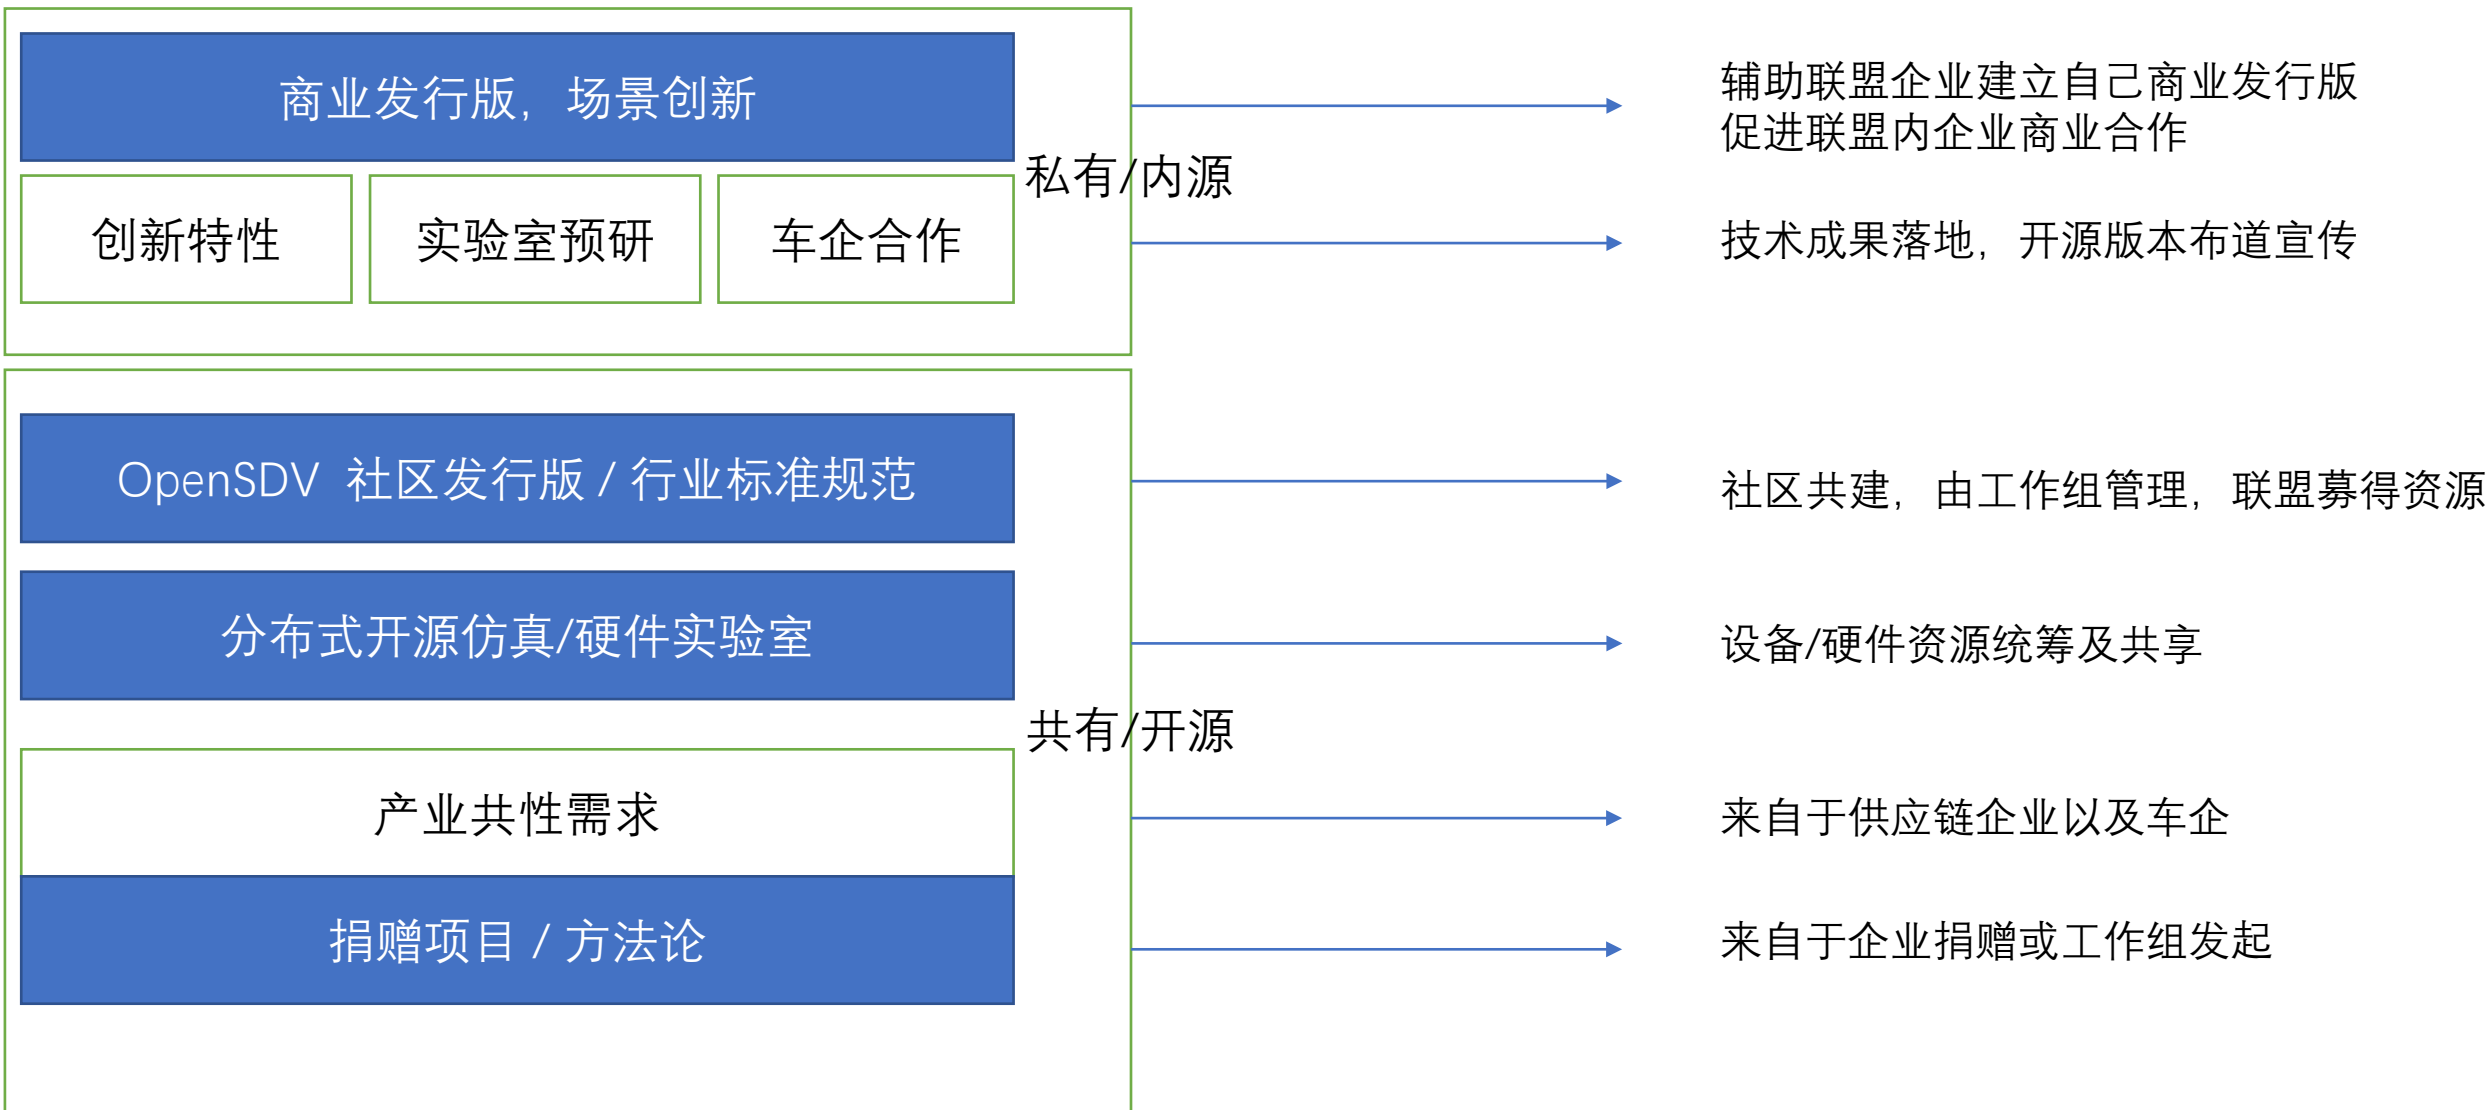 商业发行版，场景创新
辅助联盟企业建立自己商业发行版
促进联盟内企业商业合作
私有/内源
创新特性
实验室预研
车企合作
技术成果落地，开源版本布道宣传
OpenSDV 社区发行版 / 行业标准规范
社区共建，由工作组管理，联盟募得资源
分布式开源仿真/硬件实验室
设备/硬件资源统筹及共享
共有/开源
产业共性需求
来自于供应链企业以及车企
捐赠项目 / 方法论
来自于企业捐赠或工作组发起